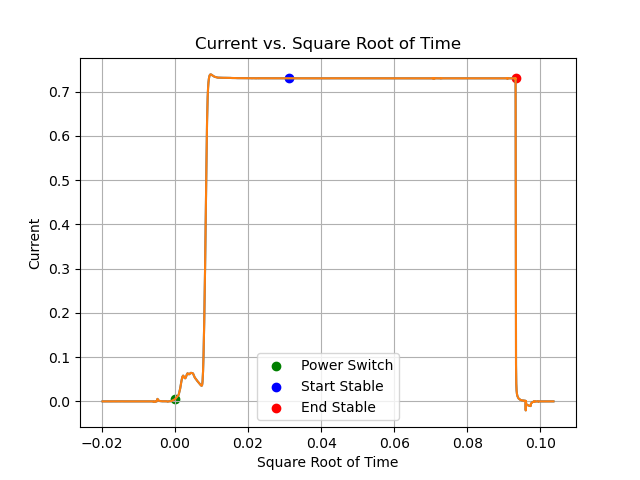 Current vs. Square Root of Time
Current
0.7
0.6
0.5
0.4
0.3
0.2
0.1
0.0
−0.02 0.00 0.02 0.04 0.06 0.08 0.10
Square Root of Time
Power Switch
Start Stable
End Stable